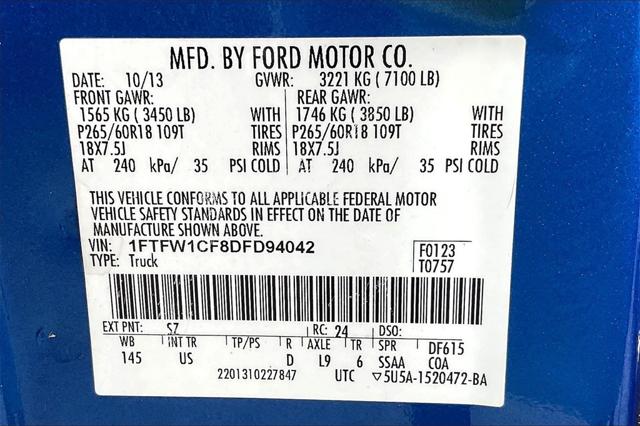 MFD. BY FORD MOTOR CO.
DATE: 10/13 GVWR: 3221 KG ( 7100 LB)
FRONT GAWR: REAR GAWR:
1565 KG ( 3450 LB) WITH 1746 KG ( 3850 LB) WITH
P265/60R18 109T TIRES P265/60R18 109T TIRES
18X7.5J RIMS 18X7.5J RIMS
AT 240 kPa/ 35 PSI COLD AT 240 kPa/ 35 PSI COLD
THIS VEHICLE CONFORMS TO ALL APPLICABLE FEDERAL MOTOR
VEHICLE SAFETY STANDARDS IN EFFECT ON THE DATE OF
MANUFACTURE SHOWN ABOVE.
VIN: 1FTFW1CF8DFD94042 F0123
TYPE: Truck T0757
EXT PNT: SZ RC: 24 DSO:
WB INT TR TP/PS R AXLE TR SPR DF615
145 US D L9 6 SSAA COA
2201310227847 UTC ▽5U5A-1520472-BA